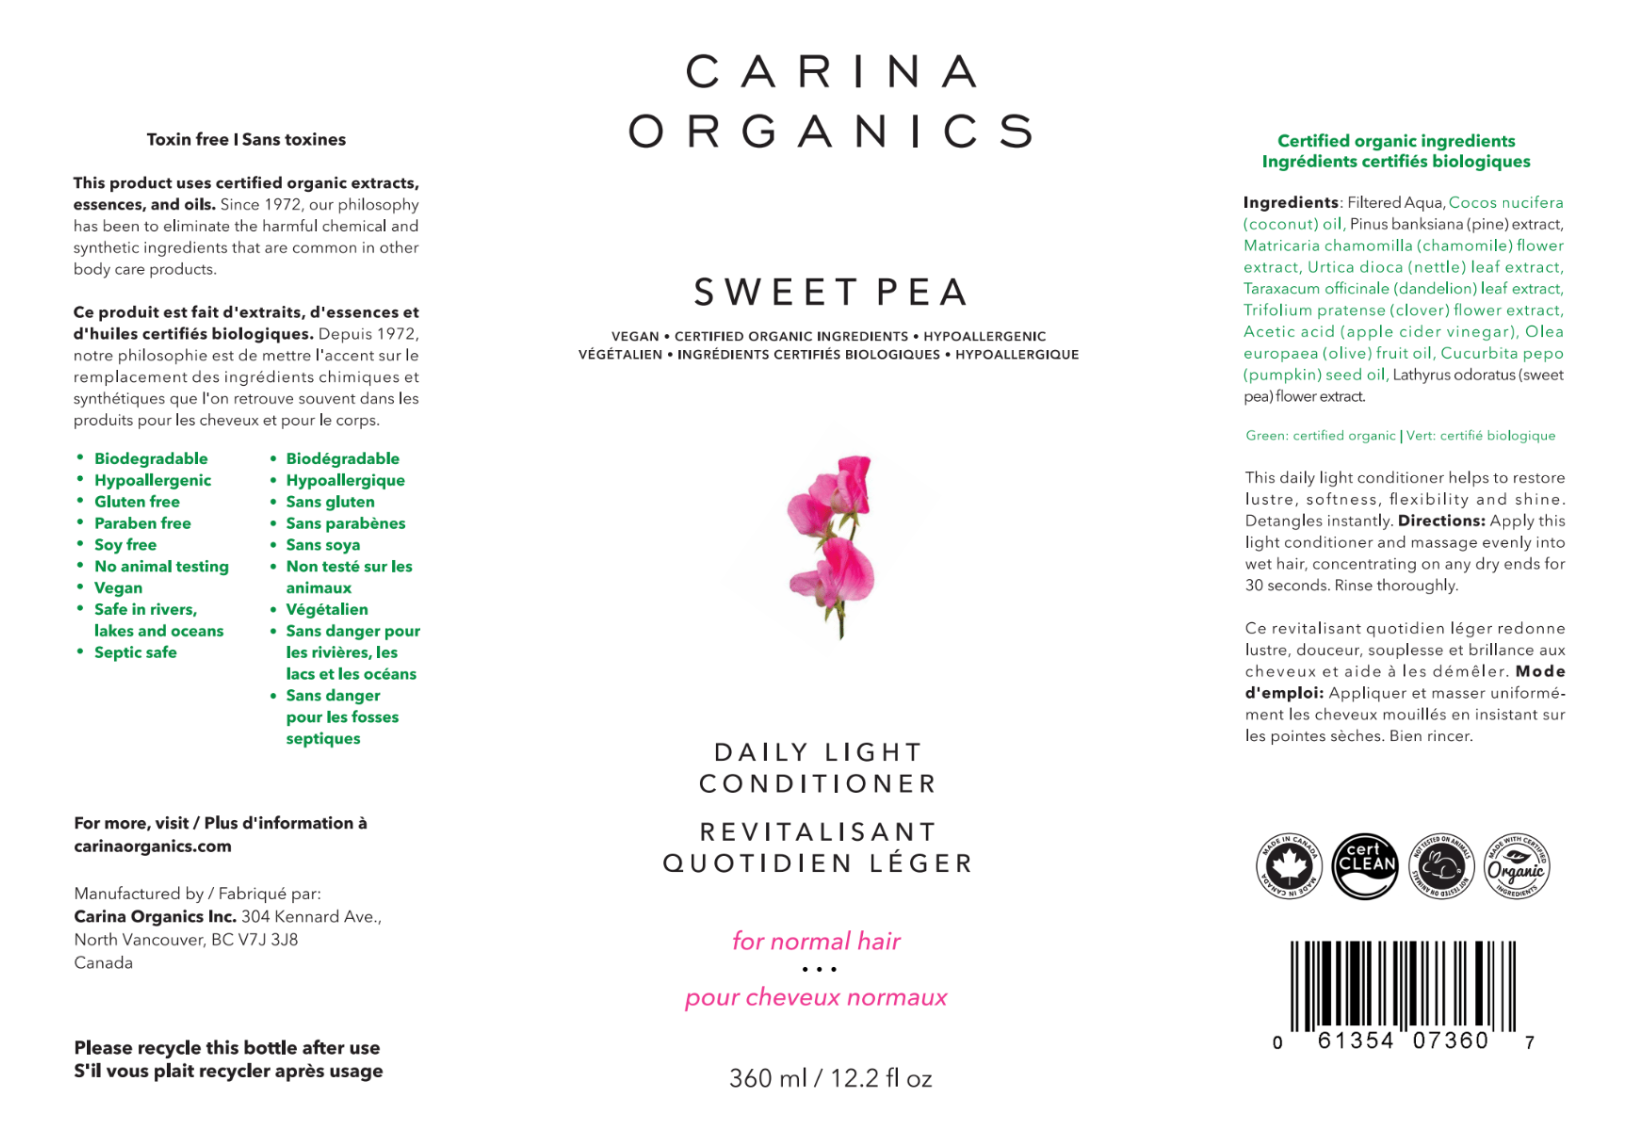 Toxin free I Sans toxines
This product uses certified organic extracts,
essences, and oils. Since 1972, our philosophy
has been to eliminate the harmful chemical and
synthetic ingredients that are common in other
body care products.
Ce produit est fait d'extraits, d'essences et
d'huiles certifiés biologiques. Depuis 1972,
notre philosophie est de mettre l'accent sur le
remplacement des ingrédients chimiques et
synthétiques que l'on retrouve souvent dans les
produits pour les cheveux et pour le corps.
• Biodegradable
• Hypoallergenic
• Gluten free
• Paraben free
• Soy free
• No animal testing
• Vegan
• Safe in rivers,
lakes and oceans
• Septic safe
• Biodégradable
• Hypoallergique
• Sans gluten
• Sans parabènes
• Sans soya
• Non testé sur les
animaux
• Végétalien
• Sans danger pour
les rivières, les
lacs et les océans
• Sans danger
pour les fosses
septiques
For more, visit / Plus d'information à
carinaorganics.com
Manufactured by / Fabriqué par:
Carina Organics Inc. 304 Kennard Ave.,
North Vancouver, BC V7J 3J8
Canada
Please recycle this bottle after use
S'il vous plait recycler après usage
CARINA
ORGANICS
SWEET PEA
VEGAN • CERTIFIED ORGANIC INGREDIENTS • HYPOALLERGENIC
VÉGÉTALIEN • INGRÉDIENTS CERTIFIÉS BIOLOGIQUES • HYPOALLERGIQUE
DAILY LIGHT
CONDITIONER
REVITALISANT
QUOTIDIEN LÉGER
for normal hair
•••
pour cheveux normaux
360 ml / 12.2 fl oz
Certified organic ingredients
Ingrédients certifiés biologiques
Ingredients: Filtered Aqua, Cocos nucifera
(coconut) oil, Pinus banksiana (pine) extract,
Matricaria chamomilla (chamomile) flower
extract, Urtica dioca (nettle) leaf extract,
Taraxacum officinale (dandelion) leaf extract,
Trifolium pratense (clover) flower extract,
Acetic acid (apple cider vinegar), Olea
europaea (olive) fruit oil, Cucurbita pepo
(pumpkin) seed oil, Lathyrus odoratus (sweet
pea) flower extract.
Green: certified organic | Vert: certifié biologique
This daily light conditioner helps to restore
lustre, softness, flexibility and shine.
Detangles instantly. Directions: Apply this
light conditioner and massage evenly into
wet hair, concentrating on any dry ends for
30 seconds. Rinse thoroughly.
Ce revitalisant quotidien léger redonne
lustre, douceur, souplesse et brillance aux
cheveux et aide à les démêler. Mode
d'emploi: Appliquer et masser uniformé-
ment les cheveux mouillés en insistant sur
les pointes sèches. Bien rincer.
MADE IN CANADA
MADE IN CANADA
cert
CLEAN
NOT TESTED ON ANIMALS
NOT TESTED ON ANIMALS
MADE WITH CERTIFIED
Organic
INGREDIENTS
0 61354 07360 7